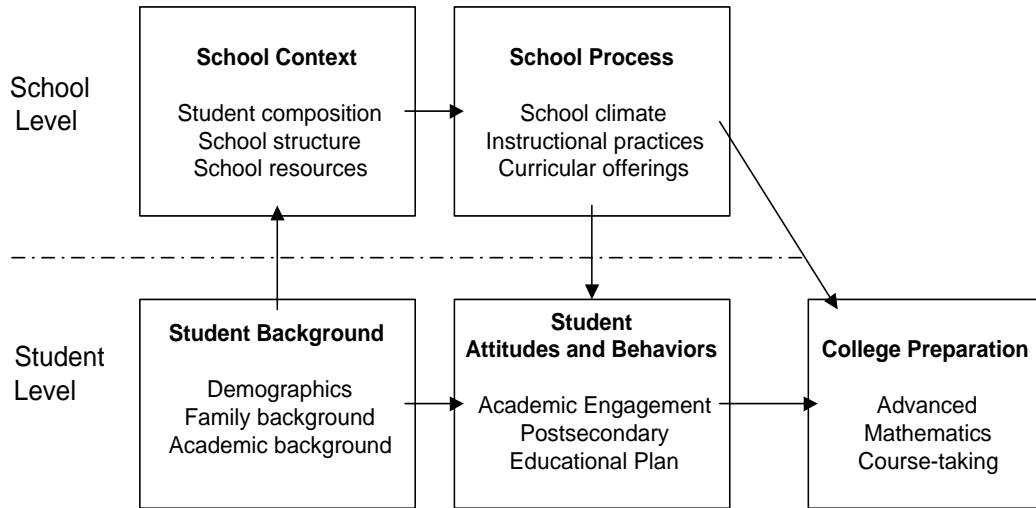 School
Level
School Context
Student composition
School structure
School resources
School Process
School climate
Instructional practices
Curricular offerings
Student
Level
Student Background
Demographics
Family background
Academic background
Student
Attitudes and Behaviors
Academic Engagement
Postsecondary
Educational Plan
College Preparation
Advanced
Mathematics
Course-taking